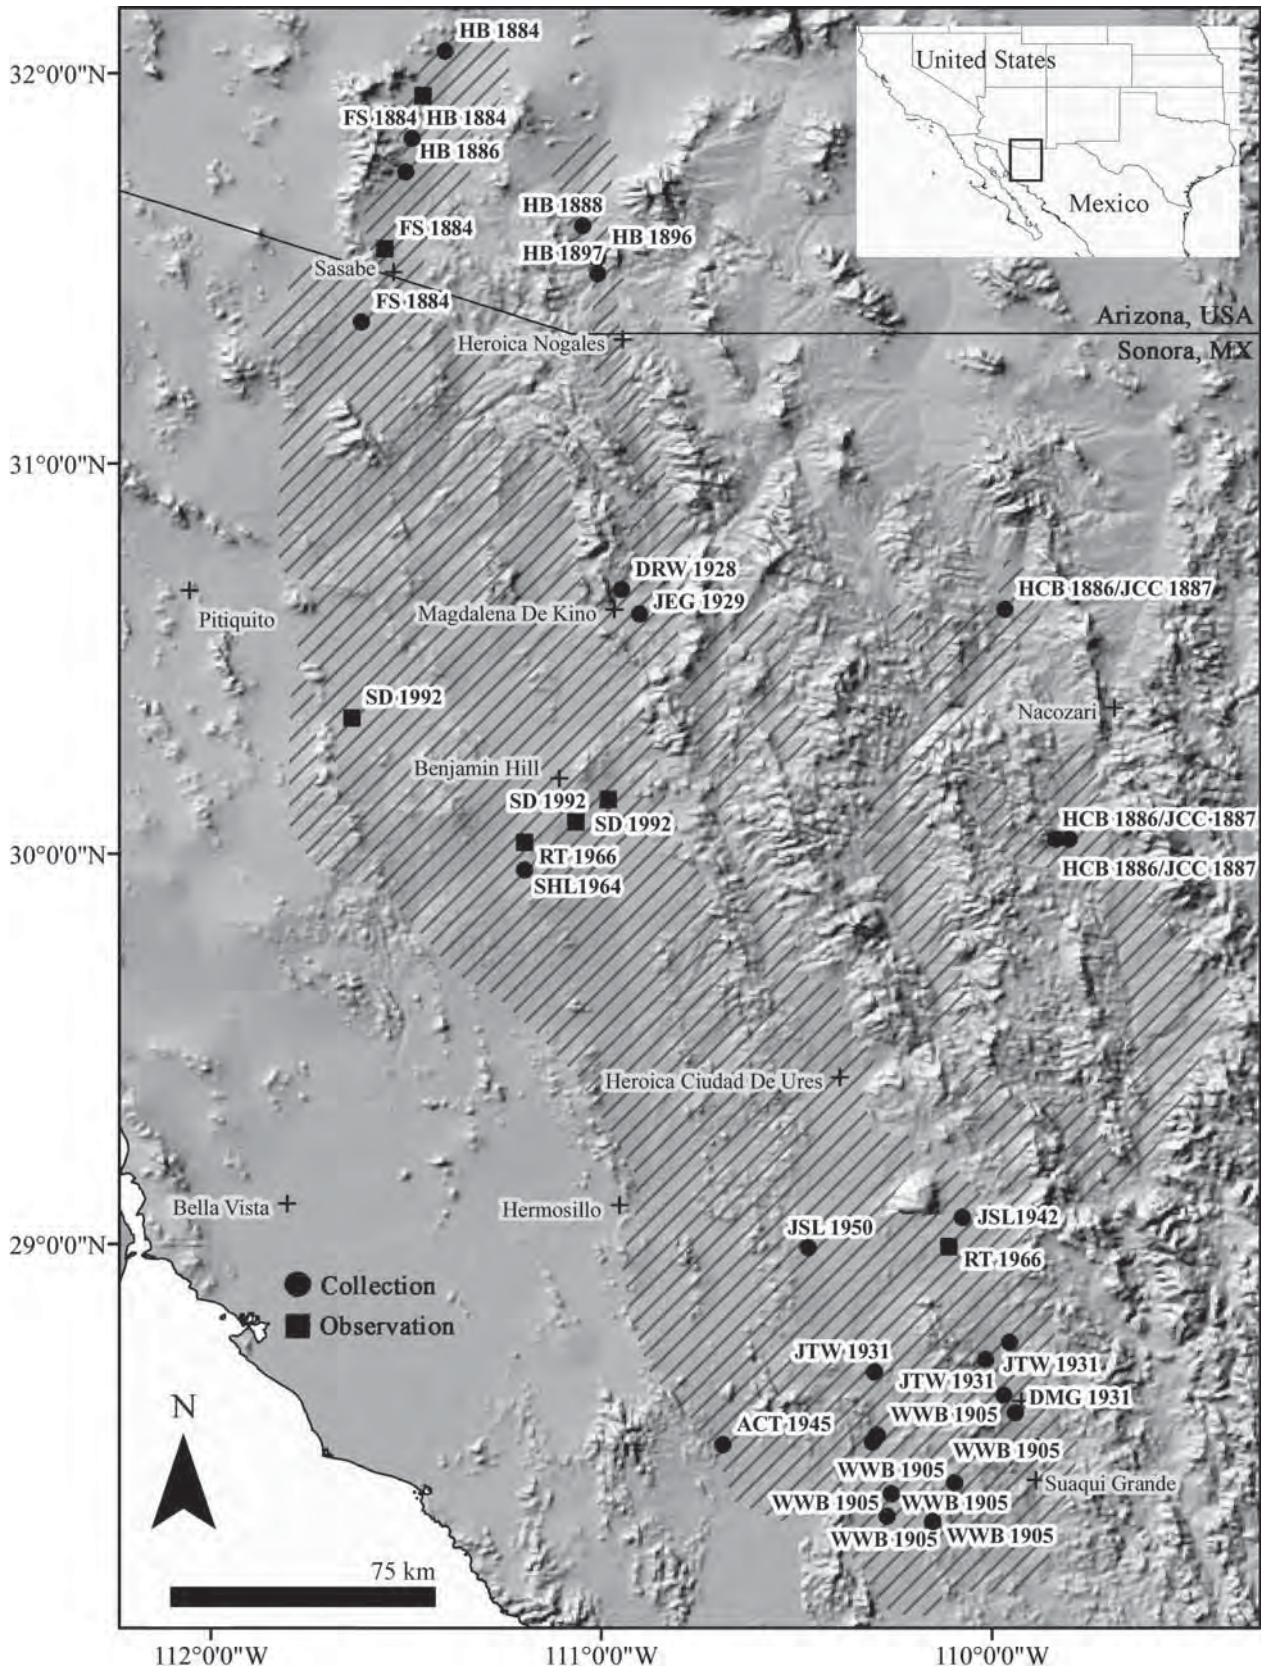 HB 1884
32°0'0"N
United States
FS 1884
HB 1884
HB 1886
Mexico
HB 1888
FS 1884
HB 1896
HB 1897
Sasabe
FS 1884
Arizona, USA
Heroica Nogales
Sonora, MX
31°0'0"N
DRW 1928
HCB 1886/JCC 1887
JEG 1929
Magdalena De Kino
Pitiquito
SD 1992
Nacozari
Benjamin Hill
SD 1992
HCB 1886/JCC 1887
SD 1992
30°0'0"N
RT 1966
HCB 1886/JCC 1887
SHL1964
Heroica Ciudad De Ures
Bella Vista
Hermosillo
JSL1942
JSL 1950
29°0'0"N
RT 1966
Collection
Observation
JTW 1931
JTW 1931
JTW 1931
DMG 1931
N
WWB 1905
ACT 1945
WWB 1905
WWB 1905
Suaqui Grande
WWB 1905
WWB 1905
WWB 1905
WWB 1905
75 km
112°0'0"W
111°0'0"W
110°0'0"W